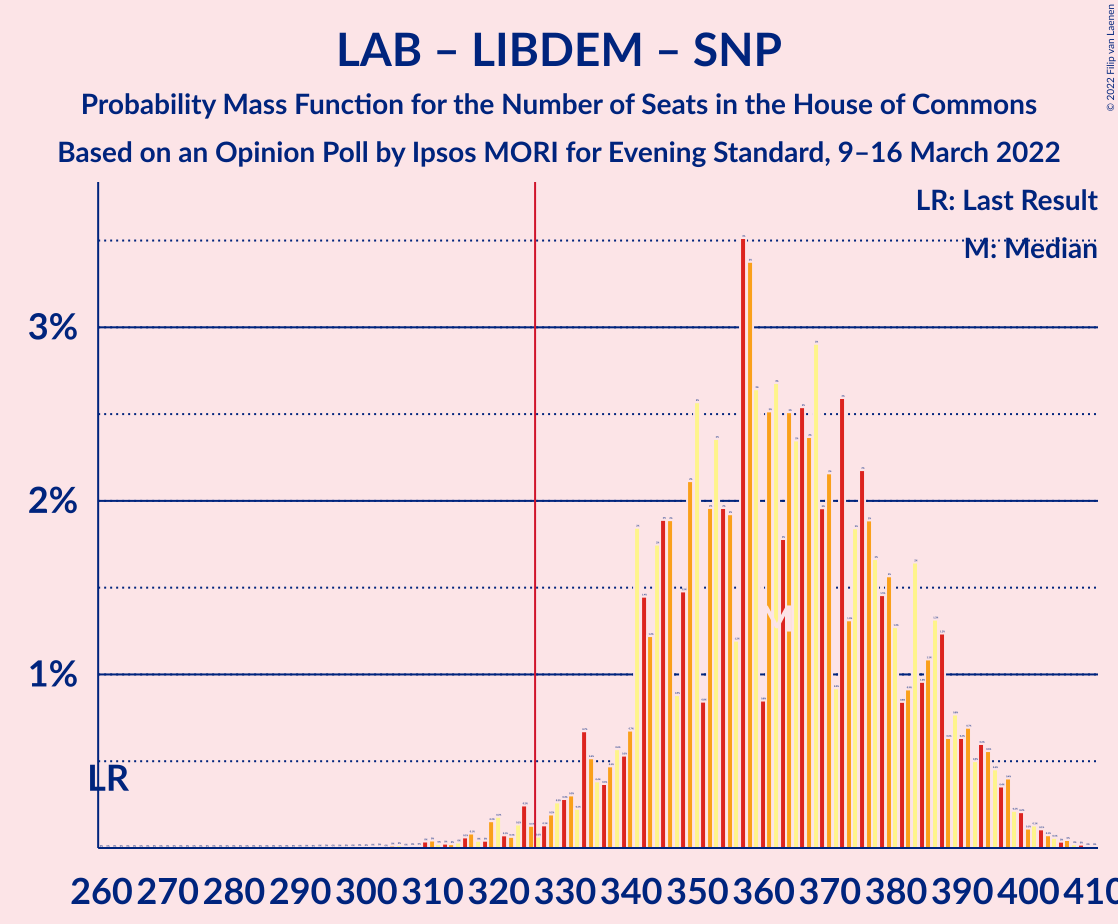 LAB – LIBDEM – SNP
Probability Mass Function for the Number of Seats in the House of Commons
Based on an Opinion Poll by Ipsos MORI for Evening Standard, 9–16 March 2022
© 2022 Filip van Laenen
LR: Last Result
M: Median
3%
2%
1%
LR
M
260 270 280 290 300 310 320 330 340 350 360 370 380 390 400 410